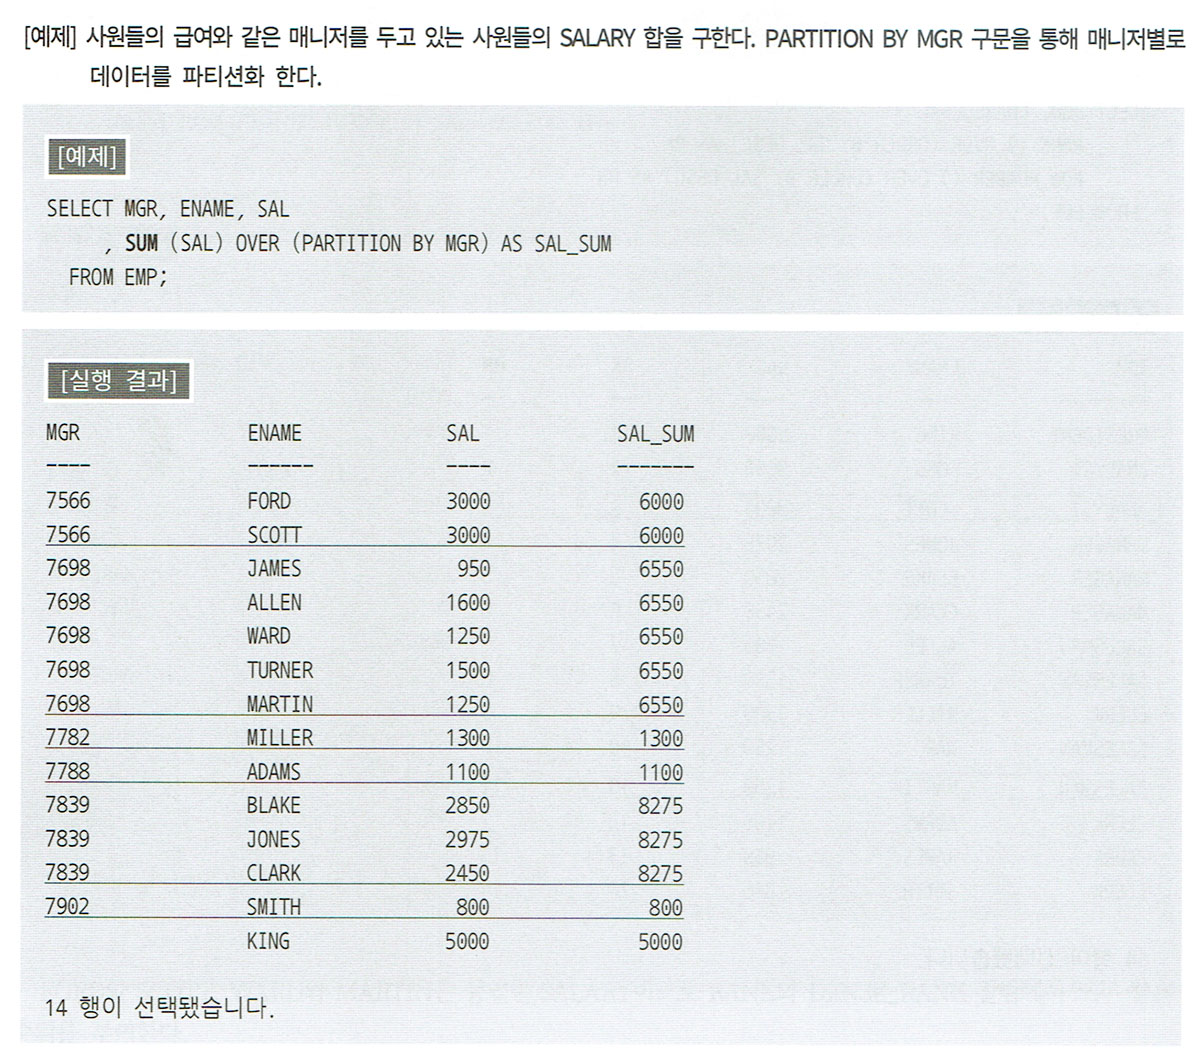 [예제] 사원들의 급여와 같은 매니저를 두고 있는 사원들의 SALARY 합을 구한다. PARTITION BY MGR 구문을 통해 매니저별로
데이터를 파티션화 한다.
[예제]
SELECT MGR, ENAME, SAL
, SUM (SAL) OVER (PARTITION BY MGR) AS SAL_SUM
FROM EMP;
[실행 결과]
MGR ENAME SAL SAL_SUM
---- ------ ---- -------
7566 FORD 3000 6000
7566 SCOTT 3000 6000
7698 JAMES 950 6550
7698 ALLEN 1600 6550
7698 WARD 1250 6550
7698 TURNER 1500 6550
7698 MARTIN 1250 6550
7782 MILLER 1300 1300
7788 ADAMS 1100 1100
7839 BLAKE 2850 8275
7839 JONES 2975 8275
7839 CLARK 2450 8275
7902 SMITH 800 800
KING 5000 5000
14 행이 선택됐습니다.